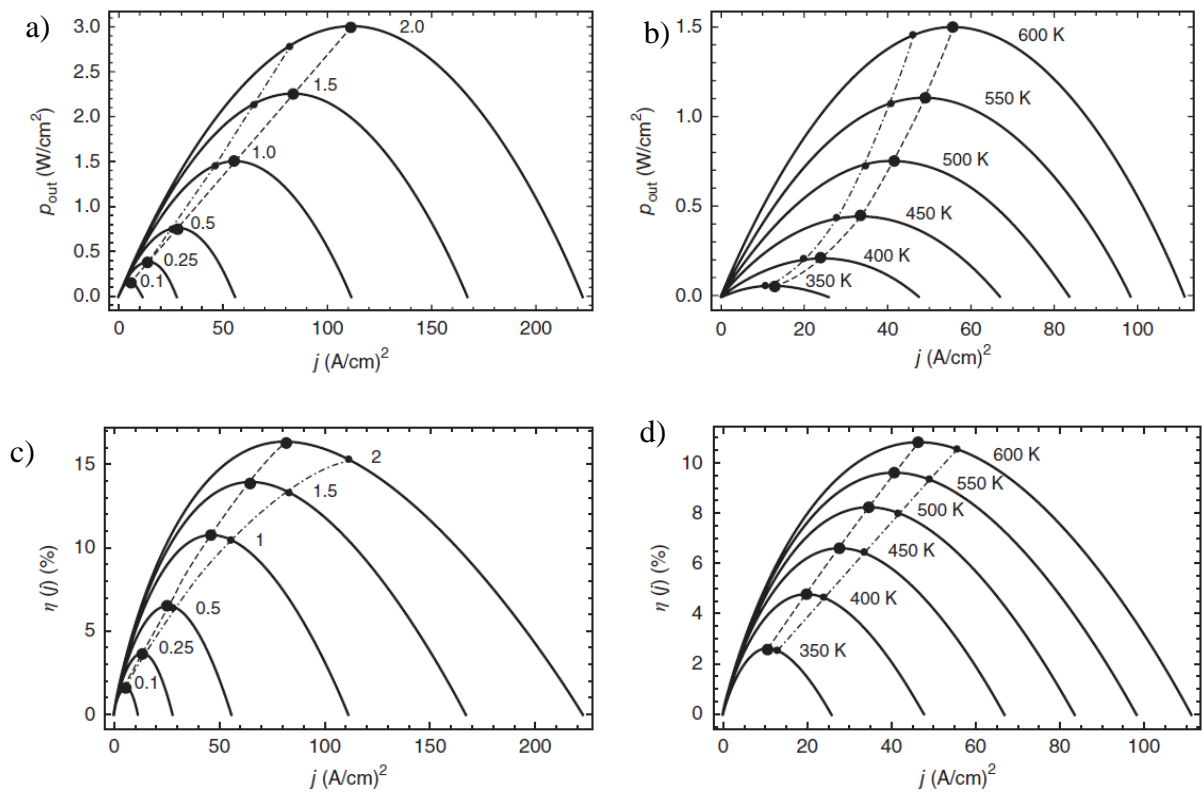 a)
3.0
2.5
2.0
1.5
1.0
0.5
0.0
p_out (W/cm²)
2.0
1.5
1.0
0.5
0.25
0.1
0
50
100
150
200
j (A/cm)²
b)
1.5
1.0
0.5
0.0
p_out (W/cm²)
600 K
550 K
500 K
450 K
400 K
350 K
0
20
40
60
80
100
j (A/cm)²
c)
15
10
5
0
η (j) (%)
2
1.5
1
0.5
0.25
0.1
0
50
100
150
200
j (A/cm)²
d)
10
8
6
4
2
0
η (j) (%)
600 K
550 K
500 K
450 K
400 K
350 K
0
20
40
60
80
100
j (A/cm)²